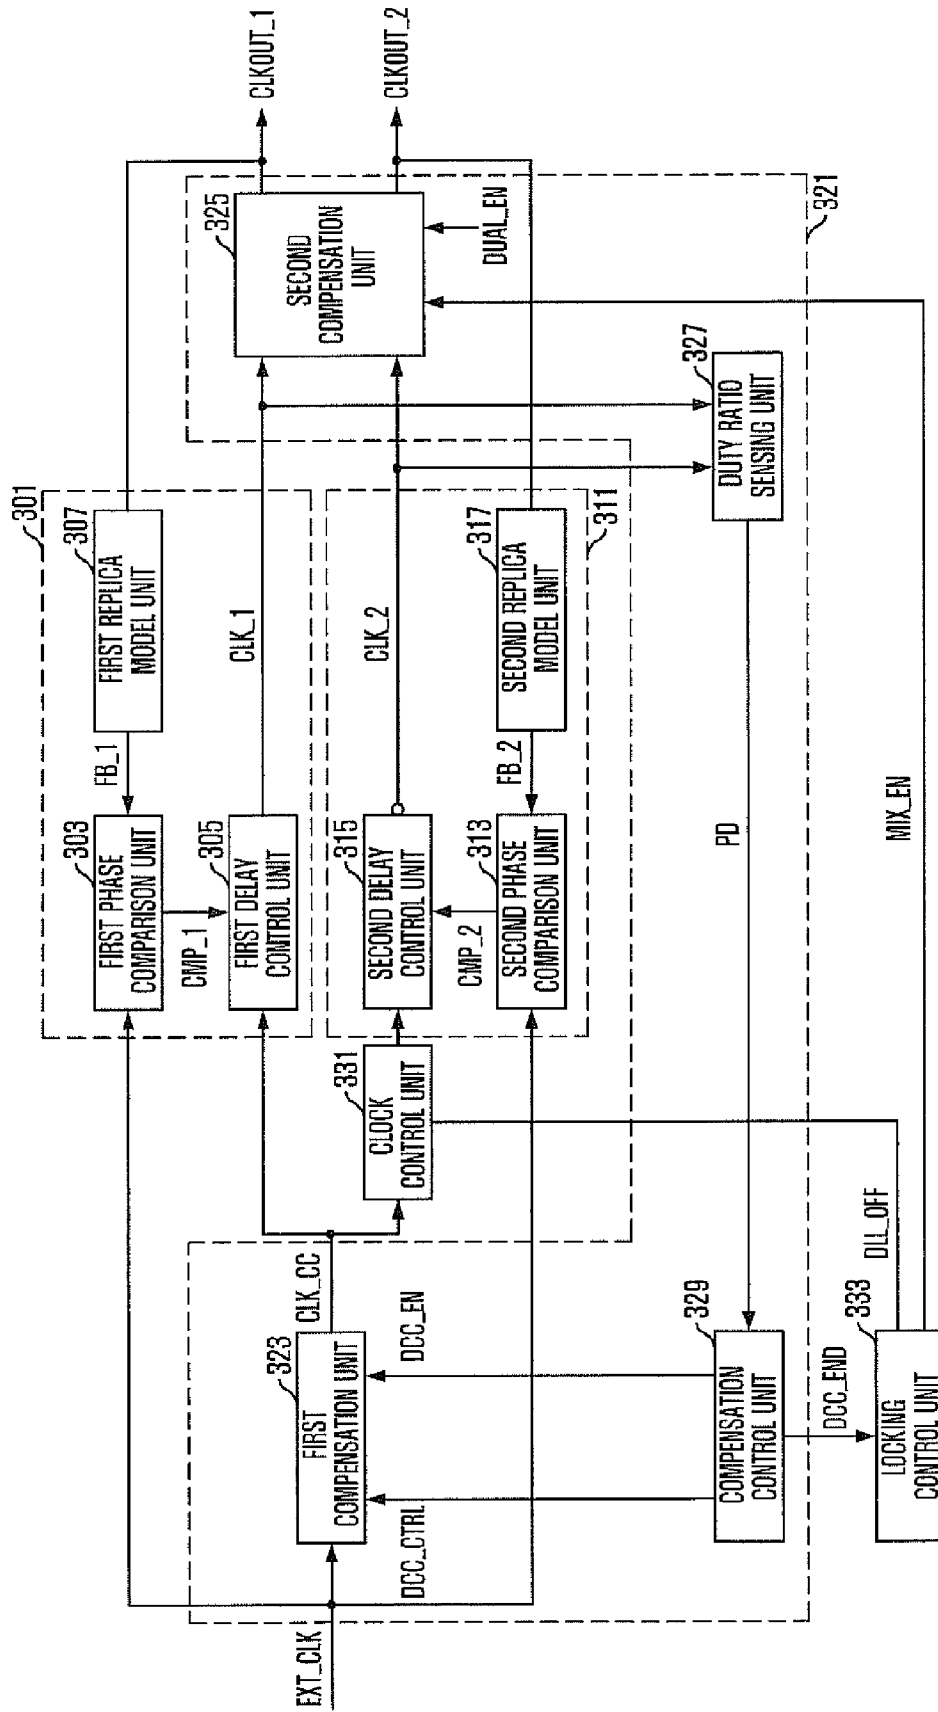 301
307
FIRST REPLICA
MODEL UNIT
FB_1
303
FIRST PHASE
COMPARISON UNIT
CMP_1
305
FIRST DELAY
CONTROL UNIT
CLK_1
CLKOUT_1
CLKOUT_2
325
SECOND
COMPENSATION
UNIT
DUAL_EN
321
327
DUTY RATIO
SENSING UNIT
CLK_2
311
317
SECOND REPLICA
MODEL UNIT
FB_2
315
SECOND DELAY
CONTROL UNIT
CMP_2
313
SECOND PHASE
COMPARISON UNIT
331
CLOCK
CONTROL UNIT
CLK_CC
323
FIRST
COMPENSATION UNIT
DCC_EN
DCC_CTRL
EXT_CLK
PD
MIX_EN
329
COMPENSATION
CONTROL UNIT
DCC_END
DLL_OFF
333
LOCKING
CONTROL UNIT